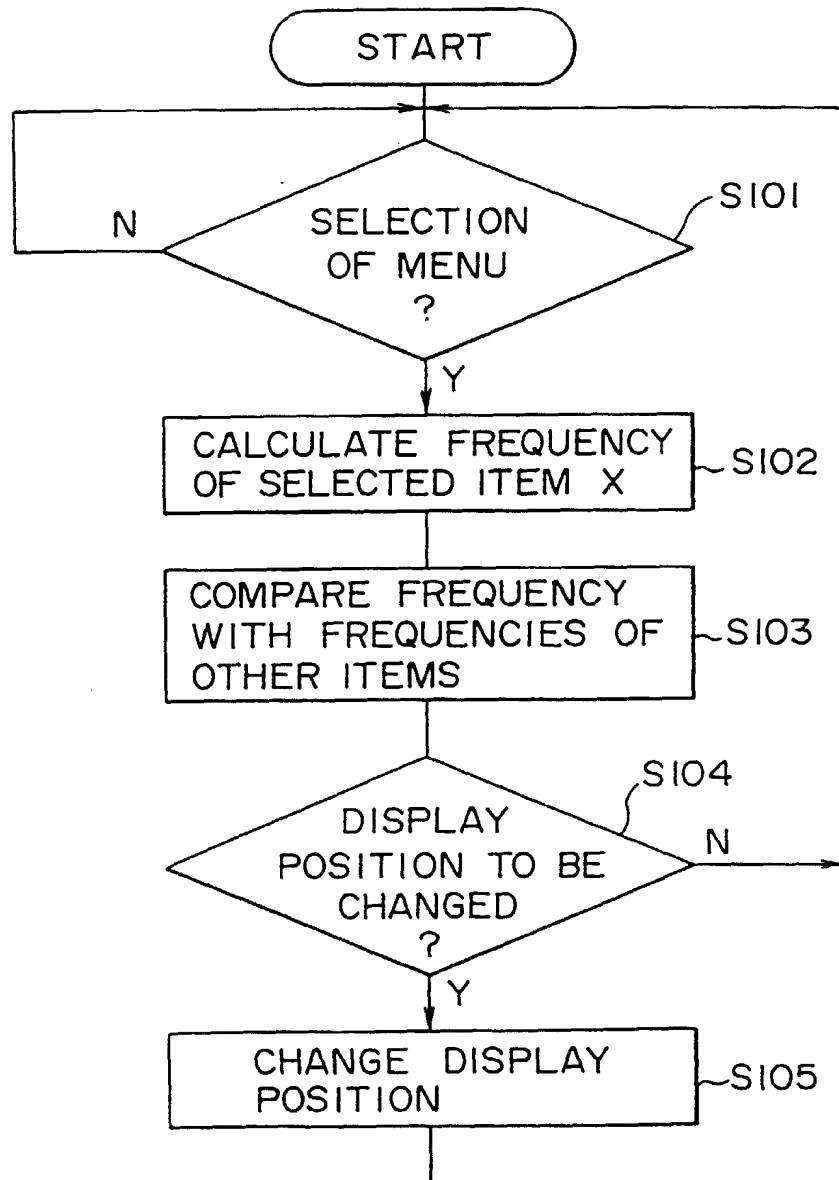 START
N
SELECTION
OF MENU
?
S101
Y
CALCULATE FREQUENCY
OF SELECTED ITEM X
S102
COMPARE FREQUENCY
WITH FREQUENCIES OF
OTHER ITEMS
S103
S104
DISPLAY
POSITION TO BE
CHANGED
?
N
Y
CHANGE DISPLAY
POSITION
S105